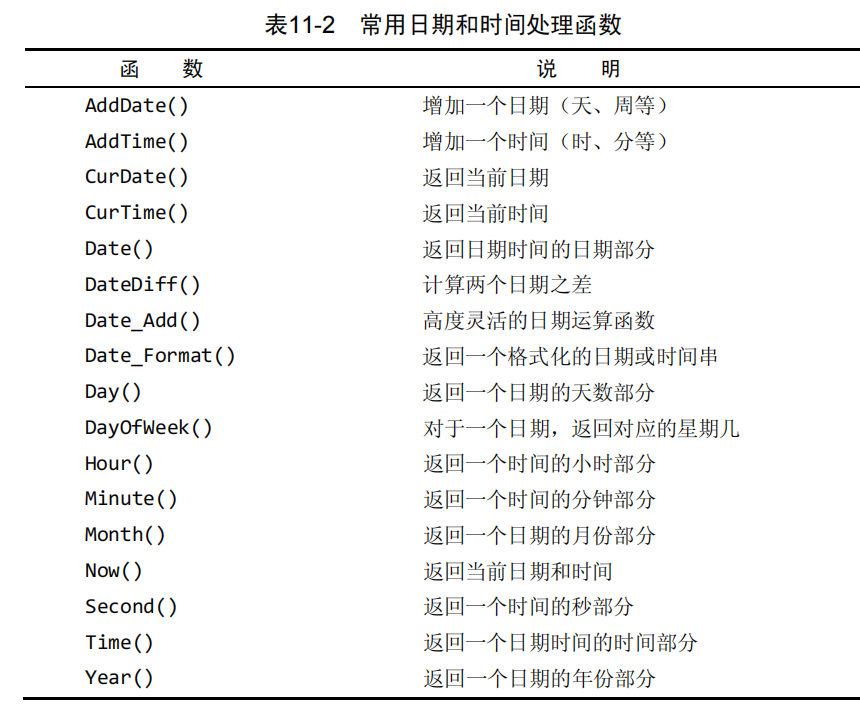 表11-2 常用日期和时间处理函数
函 数 说 明
AddDate() 增加一个日期（天、周等）
AddTime() 增加一个时间（时、分等）
CurDate() 返回当前日期
CurTime() 返回当前时间
Date() 返回日期时间的日期部分
DateDiff() 计算两个日期之差
Date_Add() 高度灵活的日期运算函数
Date_Format() 返回一个格式化的日期或时间串
Day() 返回一个日期的天数部分
DayOfWeek() 对于一个日期，返回对应的星期几
Hour() 返回一个时间的小时部分
Minute() 返回一个时间的分钟部分
Month() 返回一个日期的月份部分
Now() 返回当前日期和时间
Second() 返回一个时间的秒部分
Time() 返回一个日期时间的时间部分
Year() 返回一个日期的年份部分